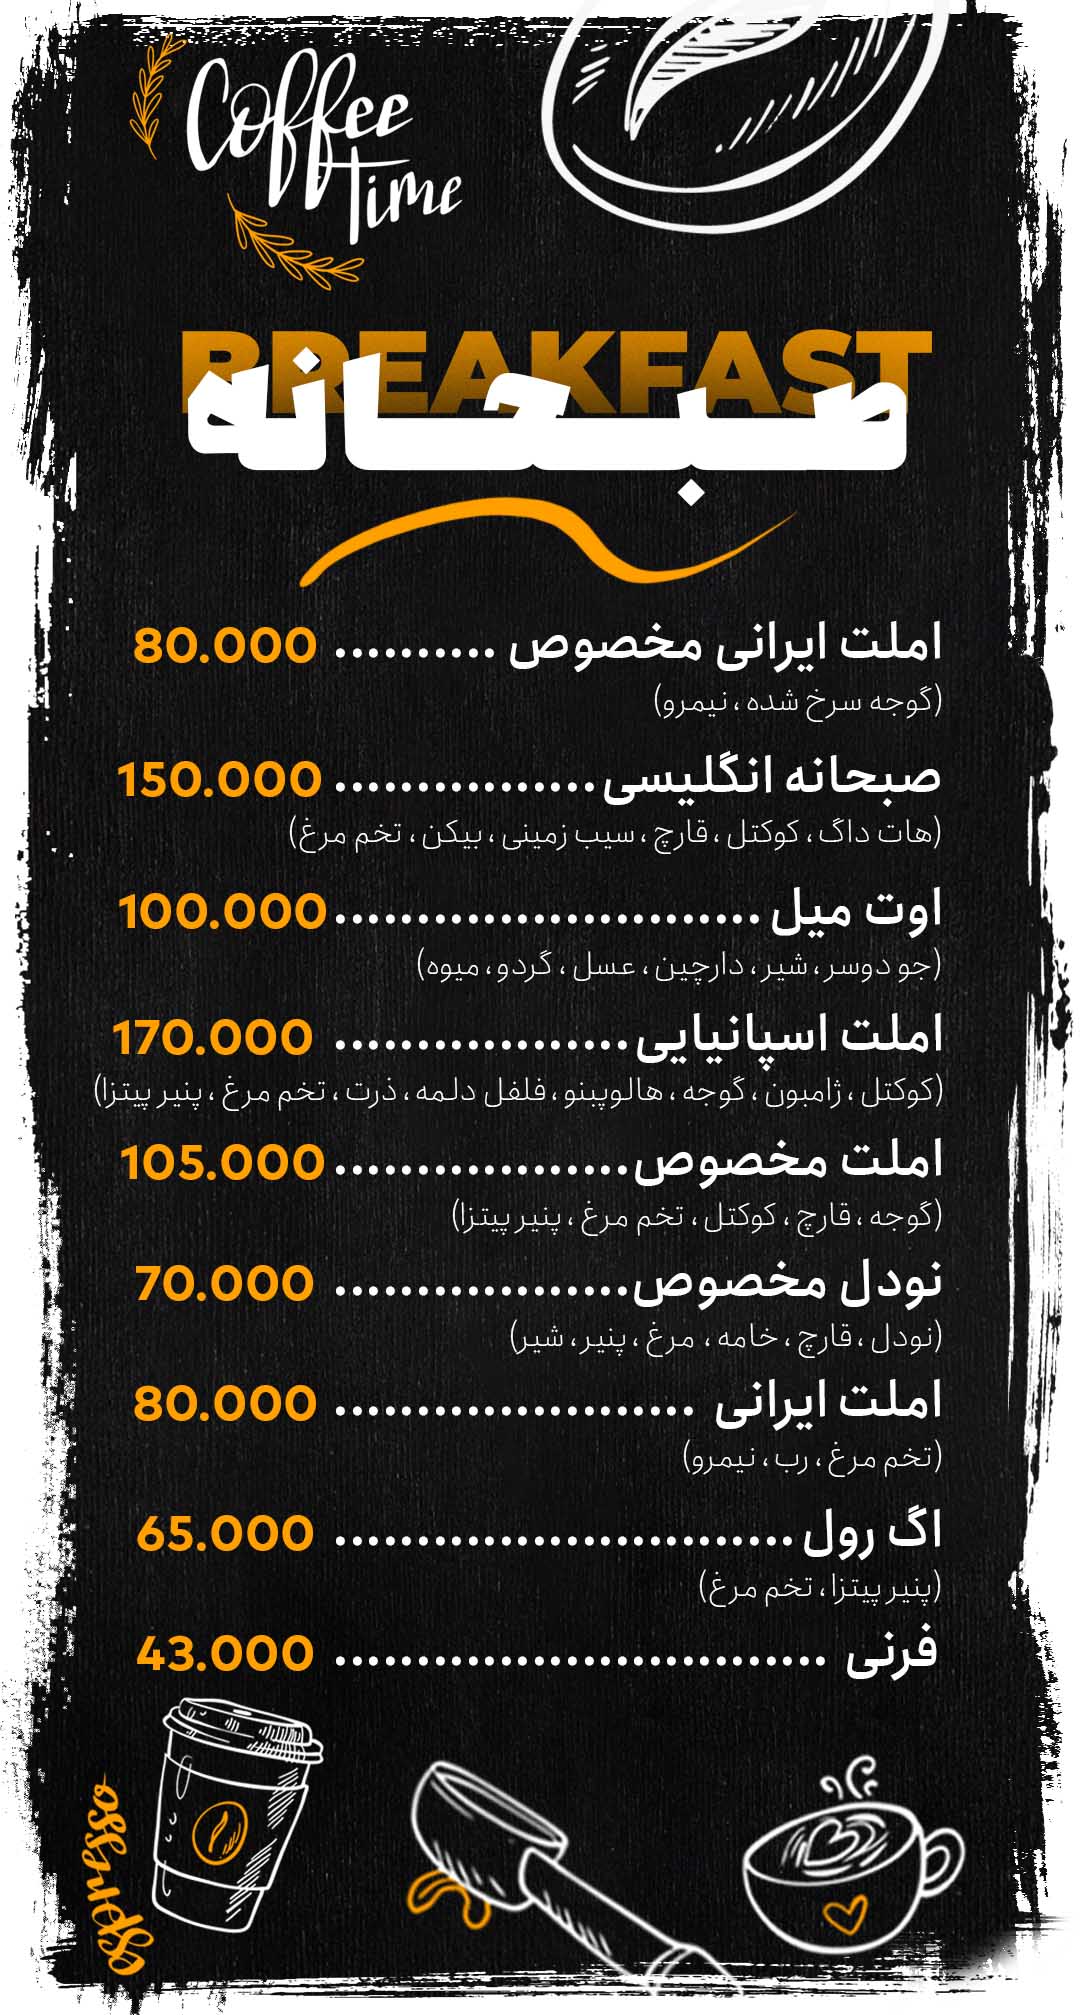 Coffee
Time
BREAKFAST
صبحانه
املت ایرانی مخصوص .......... 80.000
(گوجه سرخ شده ، نیمرو)
صبحانه انگلیسی ................ 150.000
(هات داگ ، کوکتل ، قارچ ، سیب زمینی ، بیکن ، تخم مرغ)
اوت میل .......................... 100.000
(جو دوسر ، شیر ، دارچین ، عسل ، گردو ، میوه)
املت اسپانیایی .................. 170.000
(کوکتل ، ژامبون ، گوجه ، هالوپینو ، فلفل دلمه ، ذرت ، تخم مرغ ، پنیر پیتزا)
املت مخصوص .................. 105.000
(گوجه ، قارچ ، کوکتل ، تخم مرغ ، پنیر پیتزا)
نودل مخصوص .................. 70.000
(نودل ، قارچ ، خامه ، مرغ ، پنیر ، شیر)
املت ایرانی ...................... 80.000
(تخم مرغ ، رب ، نیمرو)
اگ رول ............................ 65.000
(پنیر پیتزا ، تخم مرغ)
فرنی .............................. 43.000
espresso